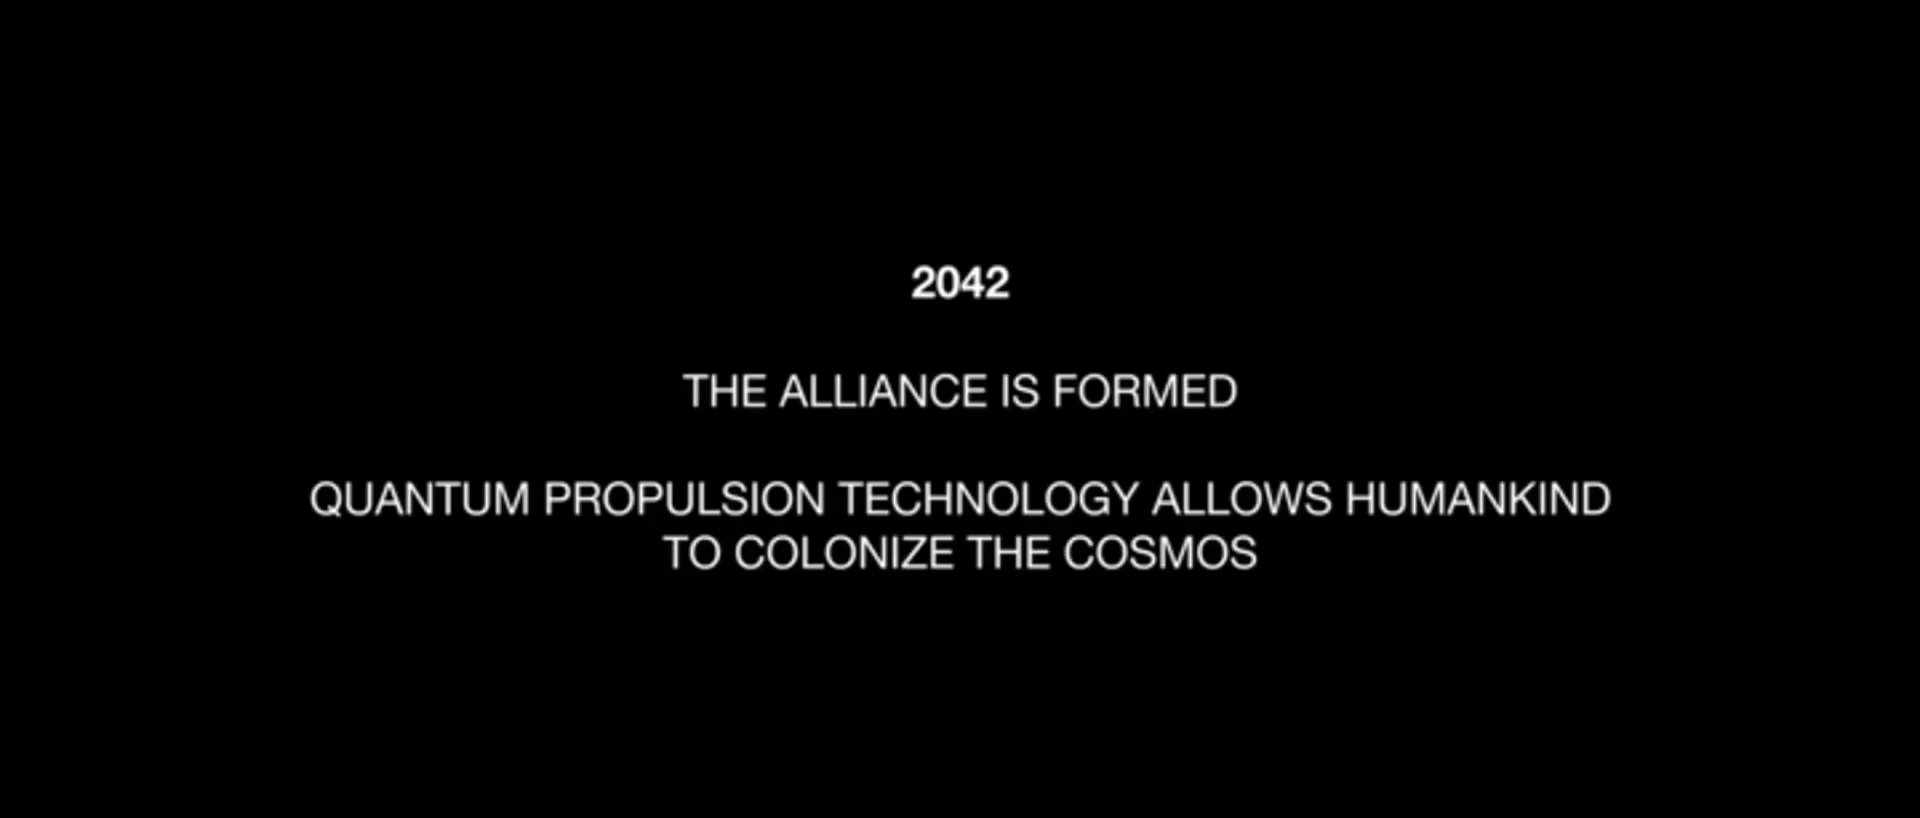 2042
THE ALLIANCE IS FORMED
QUANTUM PROPULSION TECHNOLOGY ALLOWS HUMANKIND
TO COLONIZE THE COSMOS